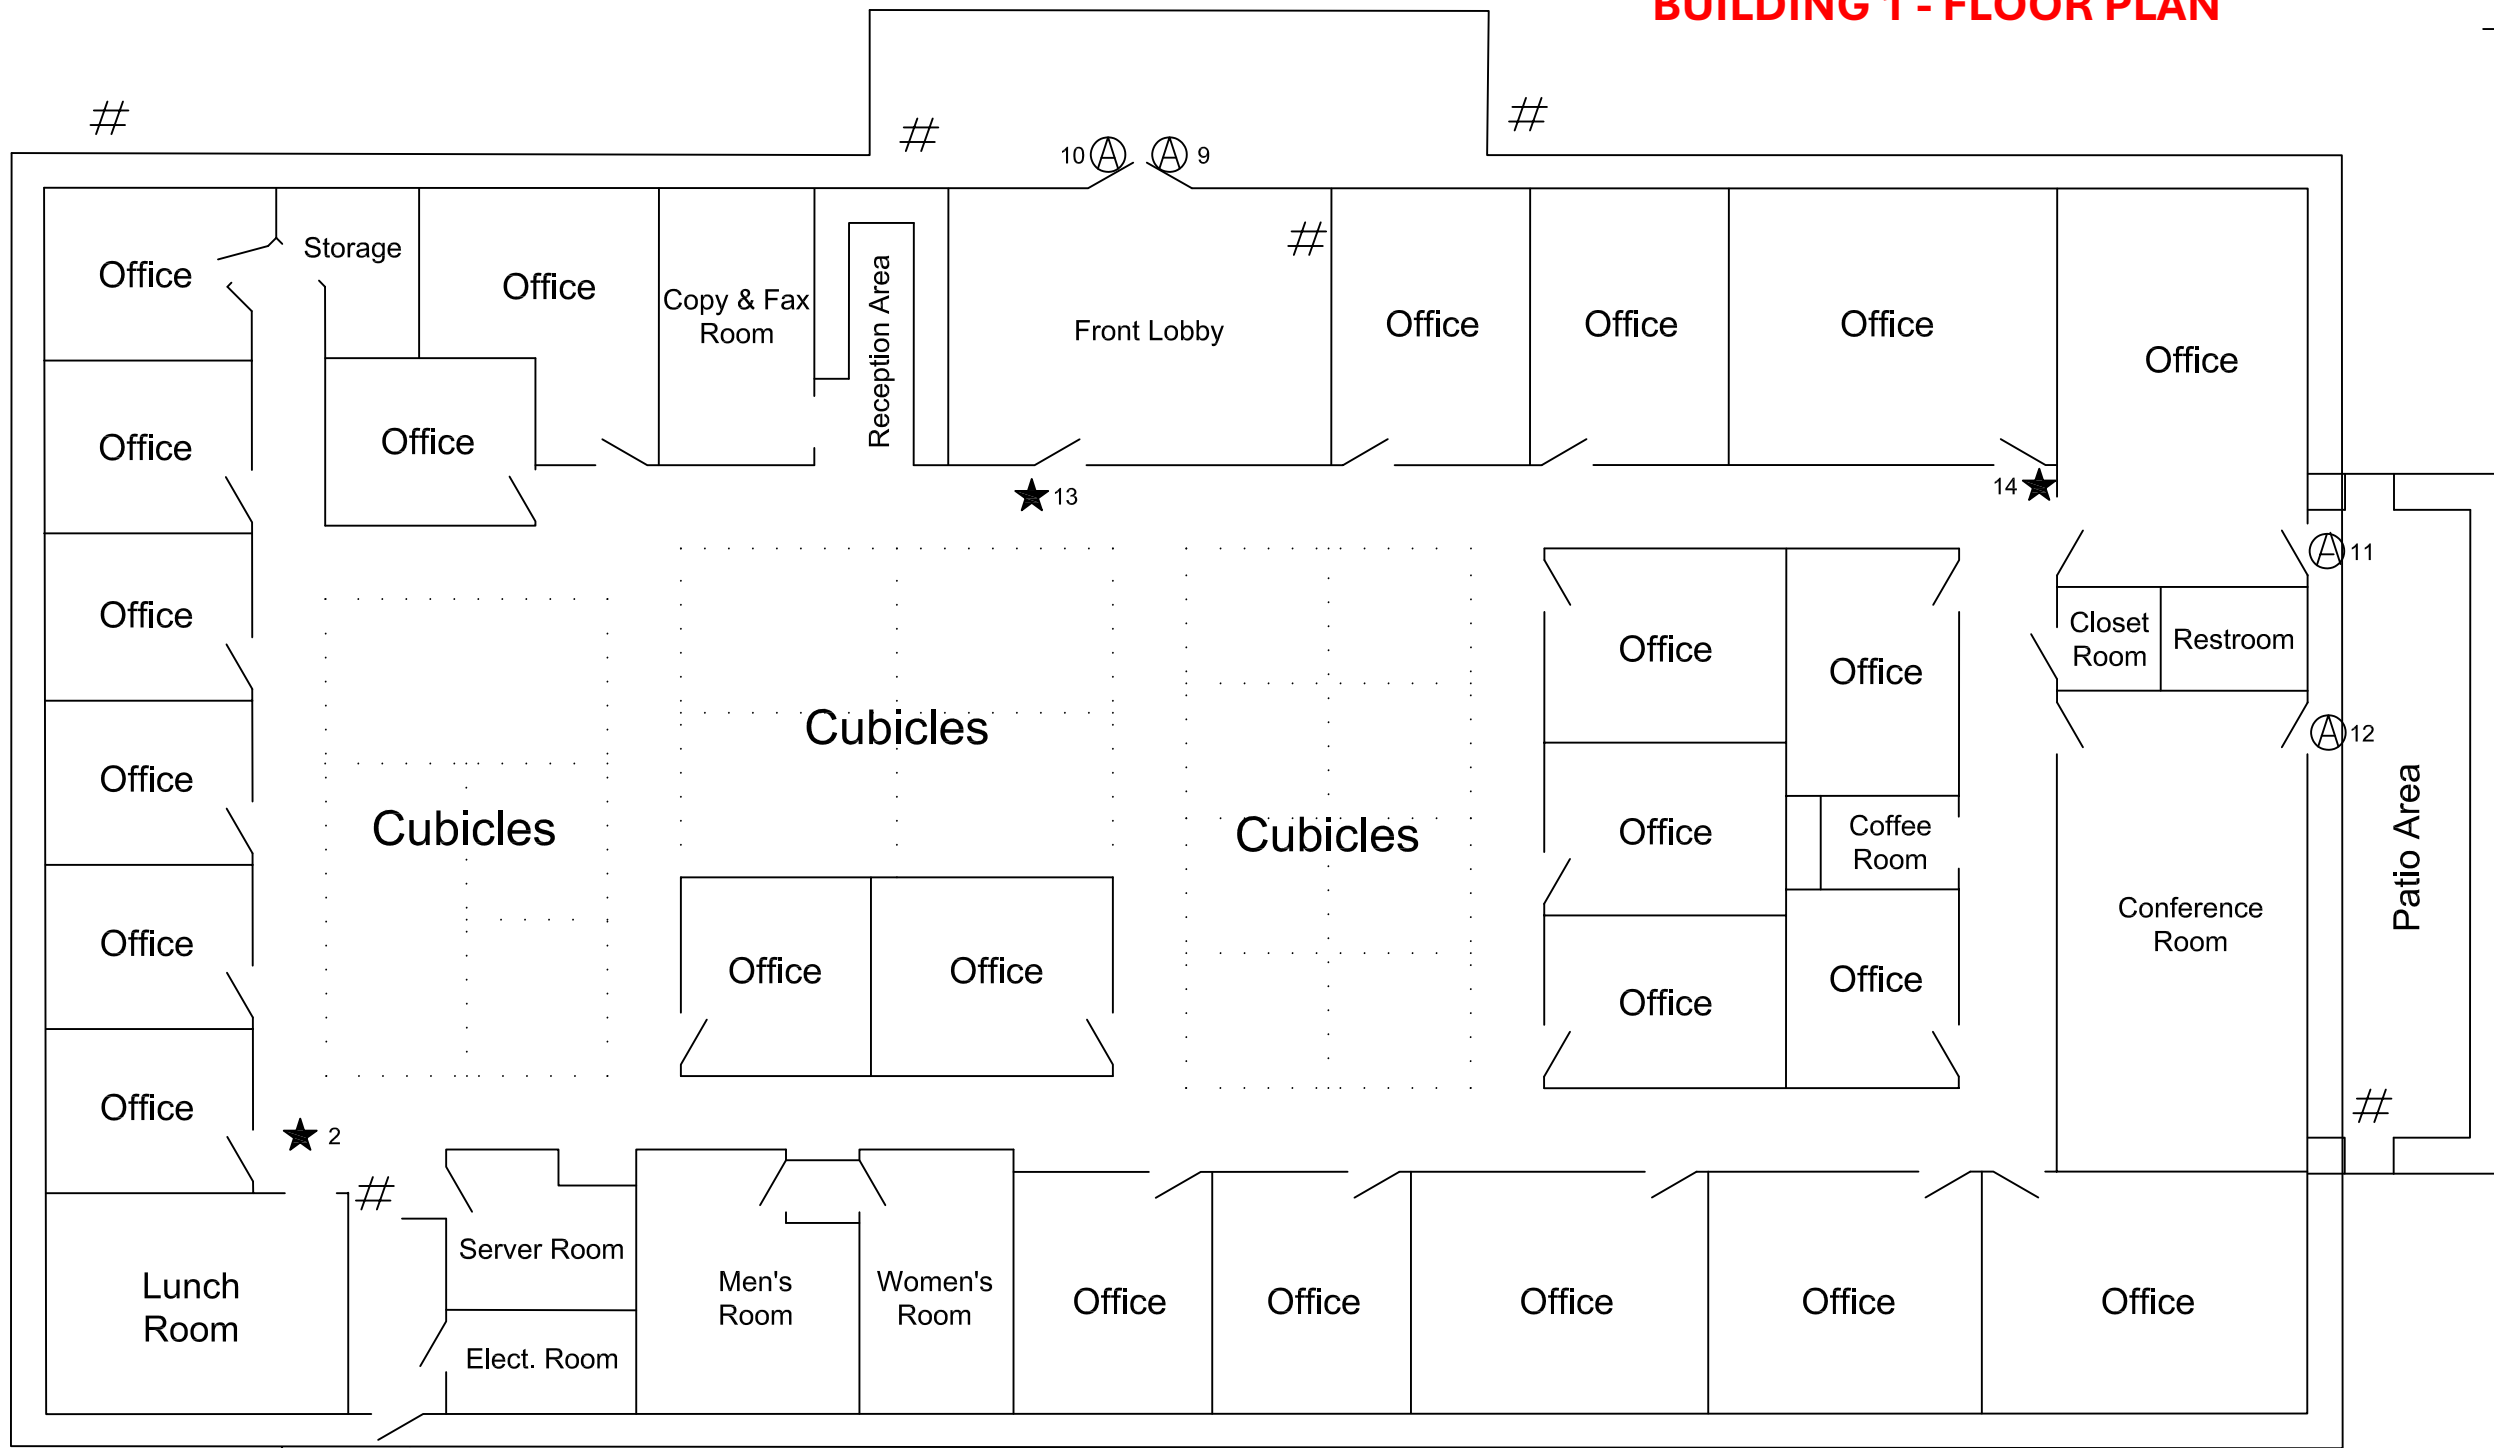 BUILDING 1 - FLOOR PLAN
#
#
#
10 A A 9
#
Storage
Office
Office
Copy & Fax
Room
Reception Area
Front Lobby
Office
Office
Office
Office
Office
Office
14
13
A 11
Office
Closet
Room
Restroom
Office
Office
Cubicles
A 12
Office
Cubicles
Cubicles
Office
Coffee
Room
Patio Area
Conference
Room
Office
Office
Office
Office
Office
Office
#
2
#
Server Room
Lunch
Room
Men's
Room
Women's
Room
Office
Office
Office
Office
Office
Elect. Room